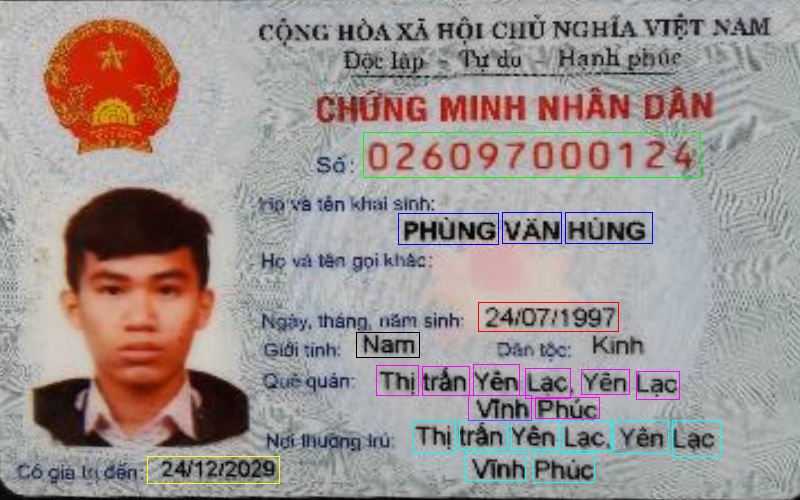 CỘNG HÒA XÃ HỘI CHỦ NGHĨA VIỆT NAM
Độc lập - Tự do - Hạnh phúc
CHỨNG MINH NHÂN DÂN
Số: 026097000124
Họ và tên khai sinh:
PHÙNG VĂN HÙNG
Họ và tên gọi khác:
Ngày, tháng, năm sinh: 24/07/1997
Giới tính: Nam Dân tộc: Kinh
Quê quán: Thị trấn Yên Lạc, Yên Lạc
Vĩnh Phúc
Nơi thường trú: Thị trấn Yên Lạc, Yên Lạc
Vĩnh Phúc
Có giá trị đến: 24/12/2029